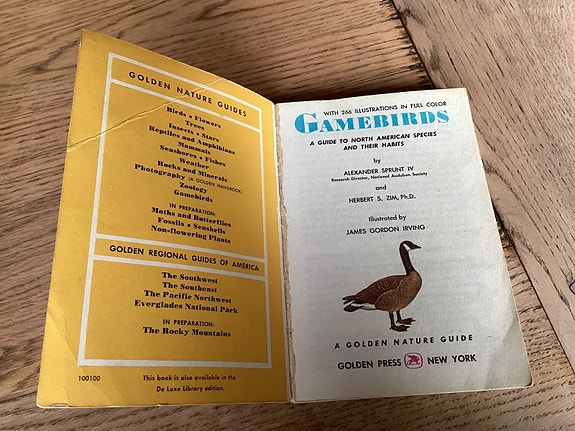 GOLDEN NATURE GUIDES
Birds • Flowers
Trees
Insects • Stars
Reptiles and Amphibians
Mammals
Seashores • Fishes
Weather
Rocks and Minerals
Photography (A GOLDEN HANDBOOK)
Zoology
Gamebirds
IN PREPARATION:
Moths and Butterflies
Fossils • Seashells
Non-flowering Plants
GOLDEN REGIONAL GUIDES OF AMERICA
The Southwest
The Southeast
The Pacific Northwest
Everglades National Park
IN PREPARATION:
The Rocky Mountains
100100
This book is also available in the
De Luxe Library edition.
WITH 266 ILLUSTRATIONS IN FULL COLOR
GAMEBIRDS
A GUIDE TO NORTH AMERICAN SPECIES
AND THEIR HABITS
by
ALEXANDER SPRUNT IV
Research Director, National Audubon Society
and
HERBERT S. ZIM, Ph.D.
Illustrated by
JAMES GORDON IRVING
A GOLDEN NATURE GUIDE
GOLDEN PRESS NEW YORK